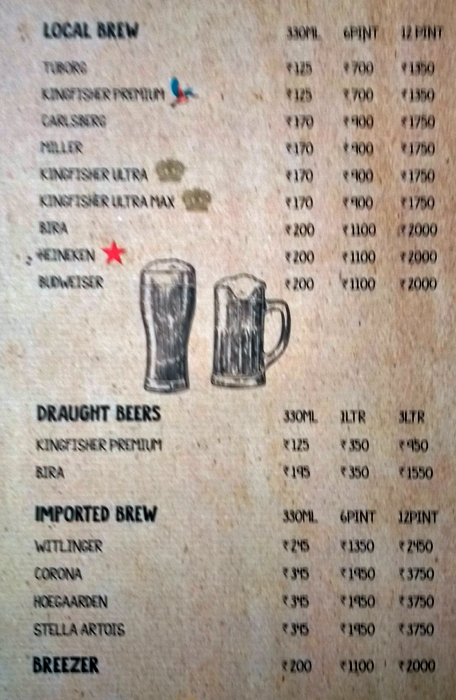 LOCAL BREW 330ML 6PINT 12 PINT
TUBORG ₹125 ₹700 ₹1350
KINGFISHER PREMIUM ₹125 ₹700 ₹1350
CARLSBERG ₹170 ₹900 ₹1750
MILLER ₹170 ₹900 ₹1750
KINGFISHER ULTRA ₹170 ₹900 ₹1750
KINGFISHER ULTRA MAX ₹170 ₹900 ₹1750
BIRA ₹200 ₹1100 ₹2000
HEINEKEN ₹200 ₹1100 ₹2000
BUDWEISER ₹200 ₹1100 ₹2000
DRAUGHT BEERS 330ML 1LTR 3LTR
KINGFISHER PREMIUM ₹125 ₹350 ₹950
BIRA ₹195 ₹350 ₹1550
IMPORTED BREW 330ML 6PINT 12PINT
WITLINGER ₹245 ₹1350 ₹2450
CORONA ₹345 ₹1950 ₹3750
HOEGAARDEN ₹345 ₹1950 ₹3750
STELLA ARTOIS ₹345 ₹1950 ₹3750
BREEZER ₹200 ₹1100 ₹2000